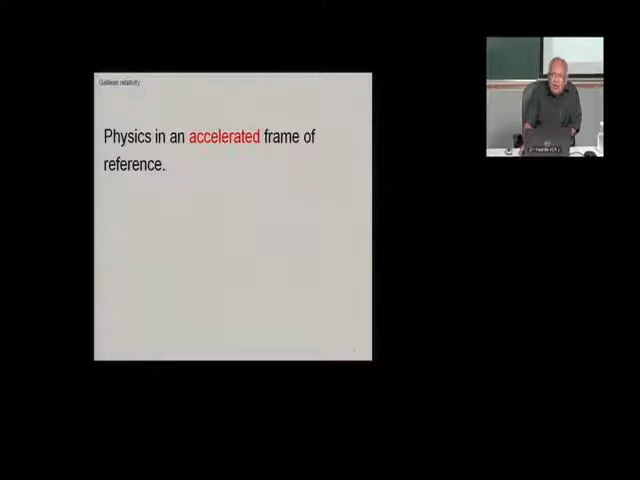 Galilean relativity
Physics in an accelerated frame of
reference.